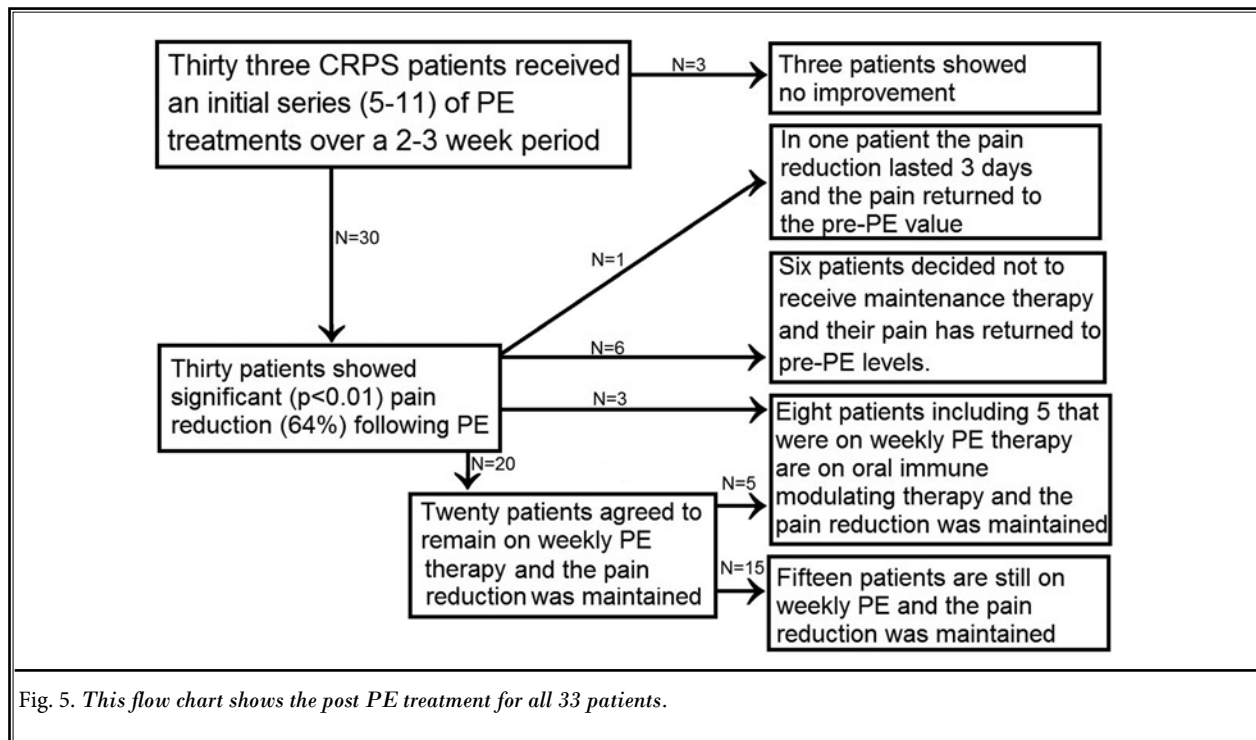 Thirty three CRPS patients received
an initial series (5-11) of PE
treatments over a 2-3 week period
N=3
Three patients showed
no improvement
In one patient the pain
reduction lasted 3 days
and the pain returned to
the pre-PE value
N=30
N=1
Six patients decided not to
receive maintenance therapy
and their pain has returned to
pre-PE levels.
N=6
Thirty patients showed
significant (p<0.01) pain
reduction (64%) following PE
N=3
Eight patients including 5 that
were on weekly PE therapy
are on oral immune
modulating therapy and the
pain reduction was maintained
N=20
N=5
Twenty patients agreed to
remain on weekly PE
therapy and the pain
reduction was maintained
N=15
Fifteen patients are still on
weekly PE and the pain
reduction was maintained
Fig. 5. This flow chart shows the post PE treatment for all 33 patients.